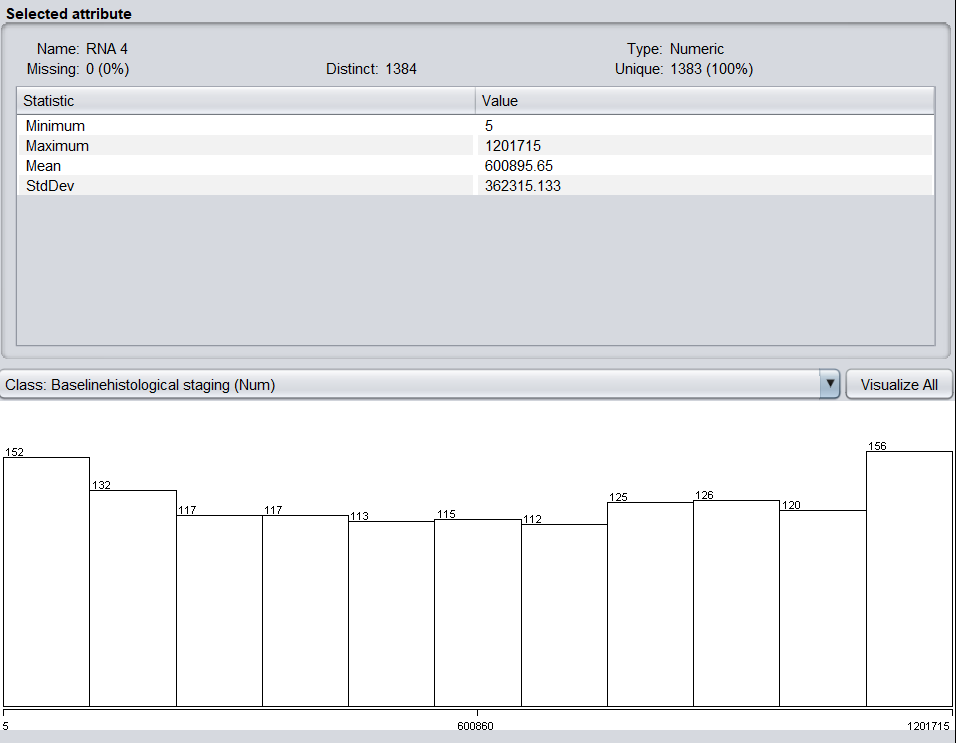 Selected attribute
Name: RNA 4 Type: Numeric
Missing: 0 (0%) Distinct: 1384 Unique: 1383 (100%)
Statistic Value
Minimum 5
Maximum 1201715
Mean 600895.65
StdDev 362315.133
Class: Baselinehistological staging (Num) Visualize All
152 132 117 117 113 115 112 125 126 120 156
5 600860 1201715